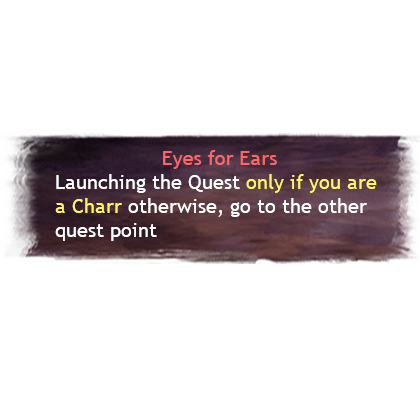 Eyes for Ears
Launching the Quest only if you are
a Charr otherwise, go to the other
quest point